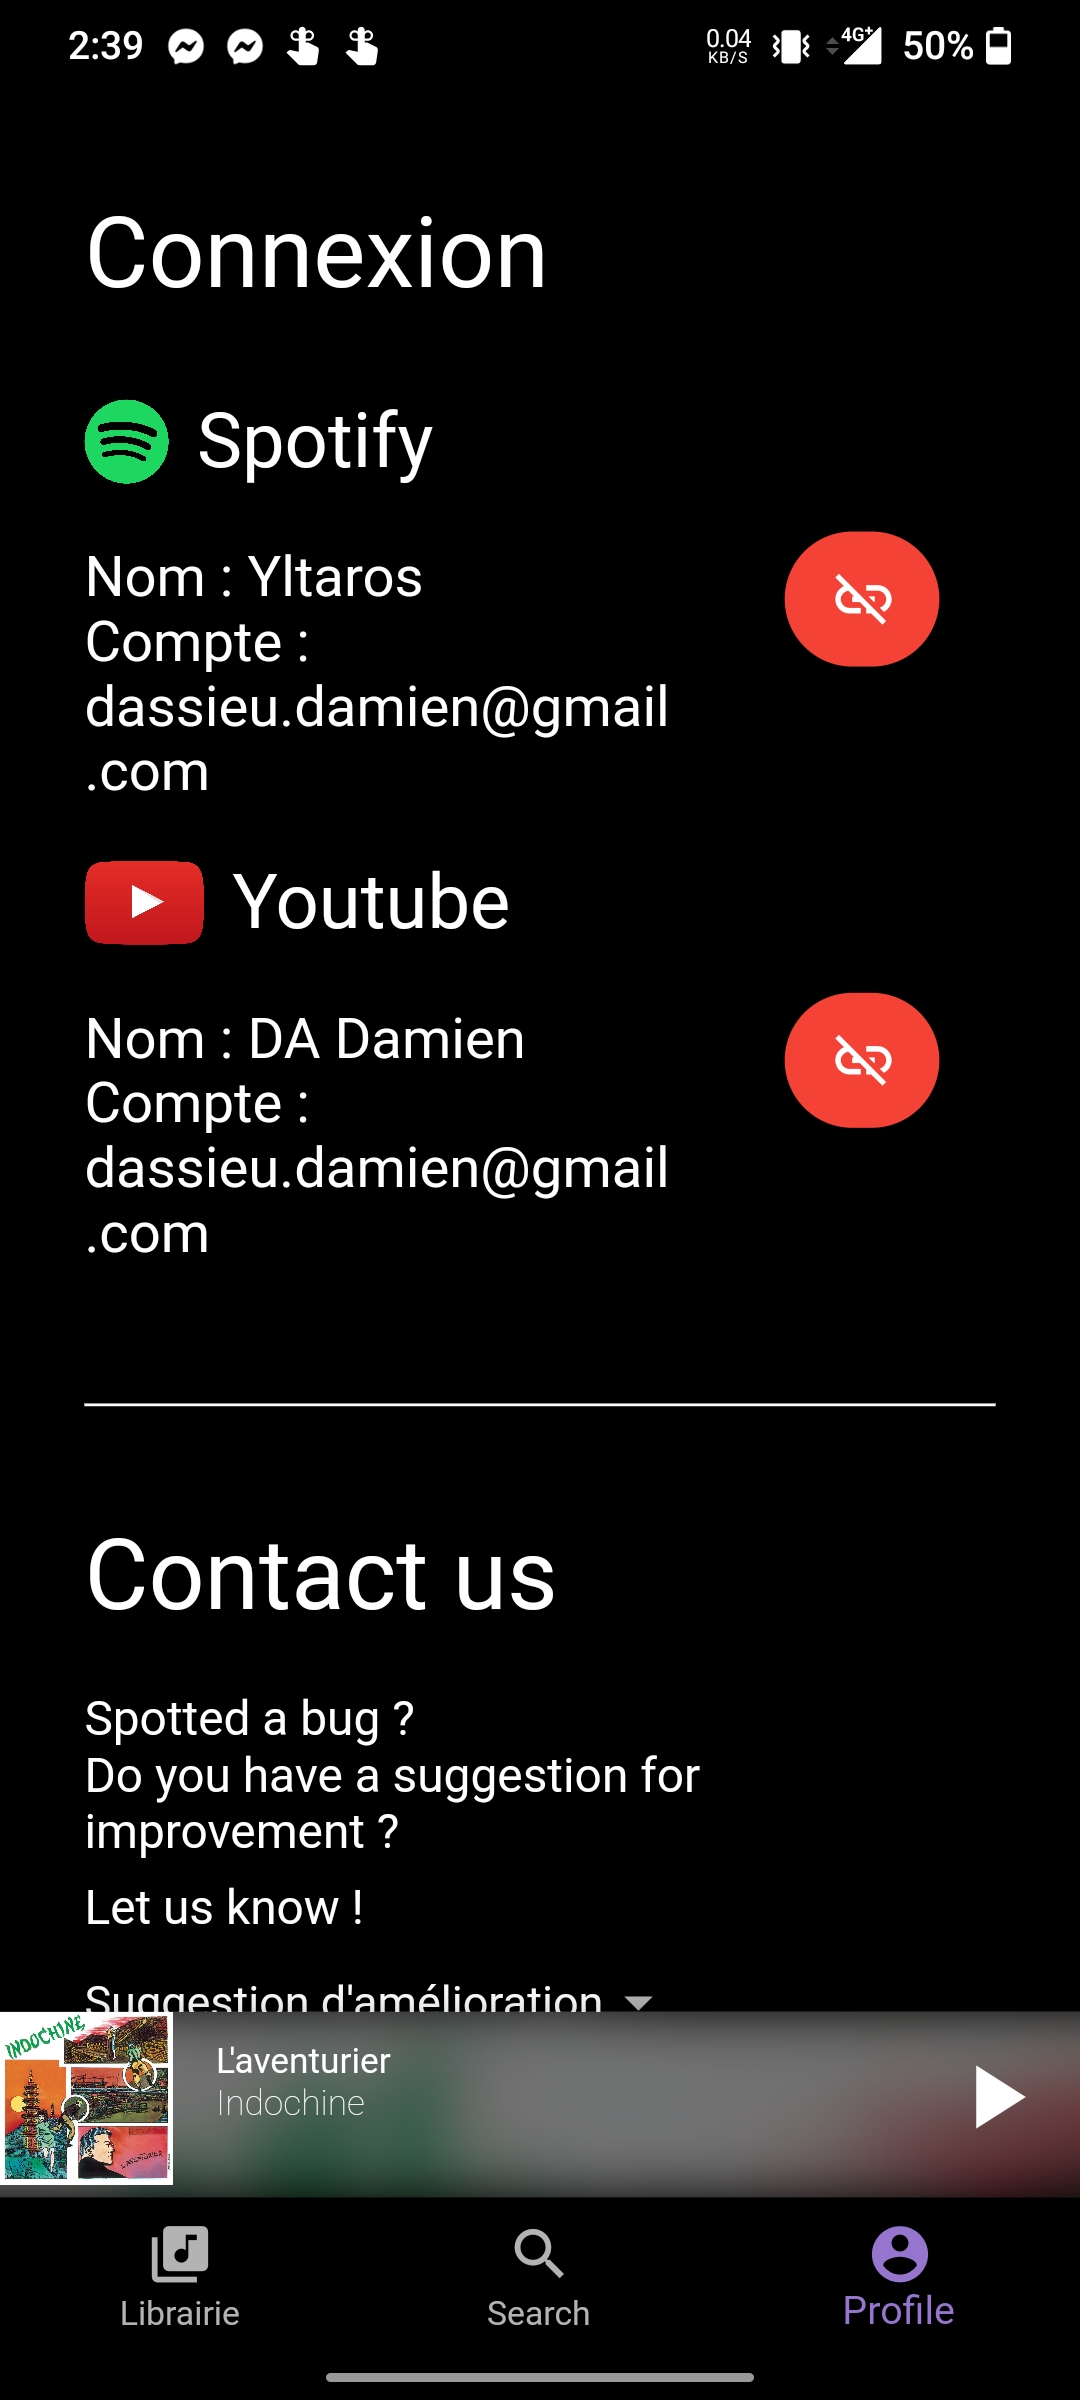 2:39
0.04
KB/S
4G+
50%
Connexion
Spotify
Nom : Yltaros
Compte :
dassieu.damien@gmail
.com
Youtube
Nom : DA Damien
Compte :
dassieu.damien@gmail
.com
Contact us
Spotted a bug ?
Do you have a suggestion for
improvement ?
Let us know !
Suggestion d'amélioration
INDOCHINE
L'AVENTURIER
L'aventurier
Indochine
Librairie
Search
Profile